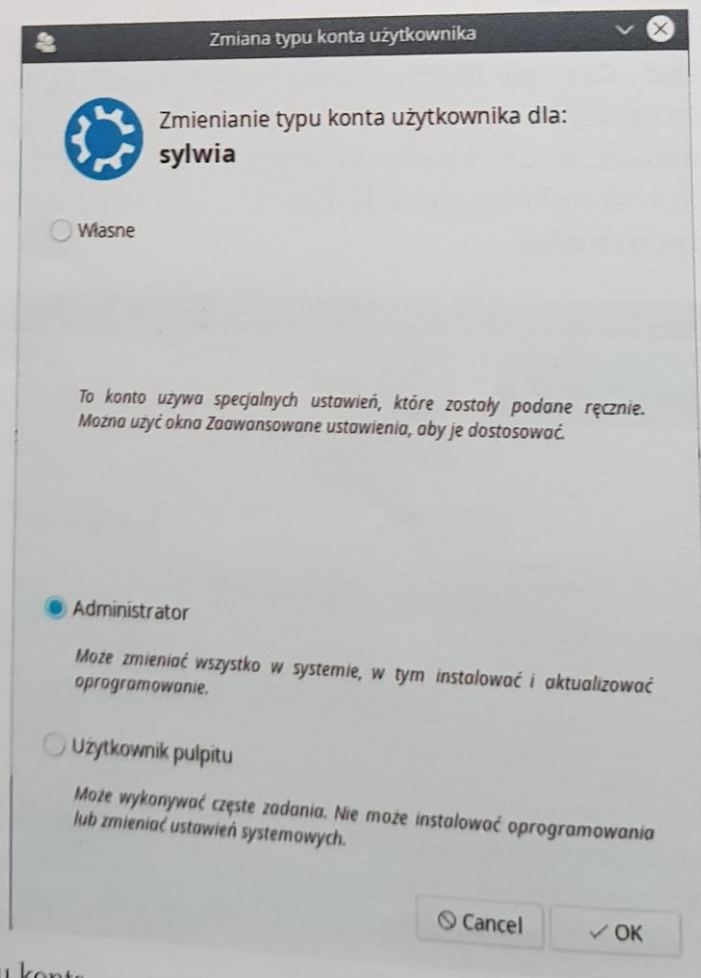 Zmiana typu konta użytkownika
Zmienianie typu konta użytkownika dla:
sylwia
Własne
To konto używa specjalnych ustawień, które zostały podane ręcznie.
Można użyć okna Zaawansowane ustawienia, aby je dostosować.
Administrator
Może zmieniać wszystko w systemie, w tym instalować i aktualizować
oprogramowanie.
Użytkownik pulpitu
Może wykonywać częste zadania. Nie może instalować oprogramowania
lub zmieniać ustawień systemowych.
Cancel OK